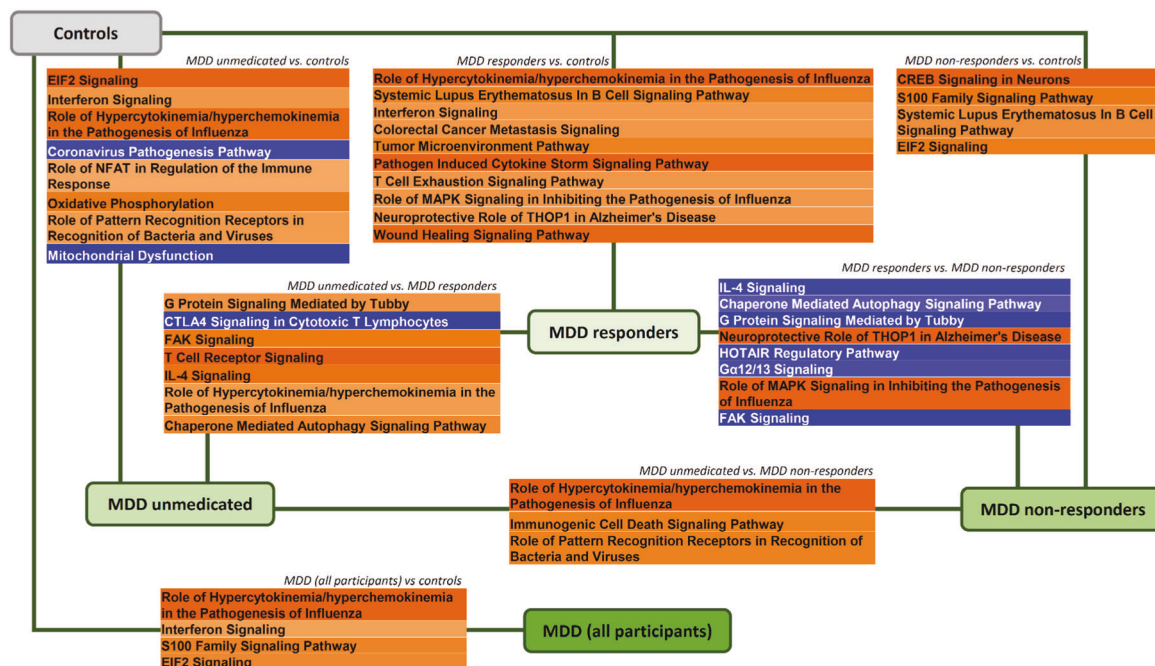 Controls
MDD unmedicated vs. controls
EIF2 Signaling
Interferon Signaling
Role of Hypercytokinemia/hyperchemokinemia
in the Pathogenesis of Influenza
Coronavirus Pathogenesis Pathway
Role of NFAT in Regulation of the Immune
Response
Oxidative Phosphorylation
Role of Pattern Recognition Receptors in
Recognition of Bacteria and Viruses
Mitochondrial Dysfunction
MDD responders vs. controls
Role of Hypercytokinemia/hyperchemokinemia in the Pathogenesis of Influenza
Systemic Lupus Erythematosus In B Cell Signaling Pathway
Interferon Signaling
Colorectal Cancer Metastasis Signaling
Tumor Microenvironment Pathway
Pathogen Induced Cytokine Storm Signaling Pathway
T Cell Exhaustion Signaling Pathway
Role of MAPK Signaling in Inhibiting the Pathogenesis of Influenza
Neuroprotective Role of THOP1 in Alzheimer's Disease
Wound Healing Signaling Pathway
MDD non-responders vs. controls
CREB Signaling in Neurons
S100 Family Signaling Pathway
Systemic Lupus Erythematosus In B Cell
Signaling Pathway
EIF2 Signaling
MDD unmedicated vs. MDD responders
G Protein Signaling Mediated by Tubby
CTLA4 Signaling in Cytotoxic T Lymphocytes
FAK Signaling
T Cell Receptor Signaling
IL-4 Signaling
Role of Hypercytokinemia/hyperchemokinemia in the
Pathogenesis of Influenza
Chaperone Mediated Autophagy Signaling Pathway
MDD responders
MDD responders vs. MDD non-responders
IL-4 Signaling
Chaperone Mediated Autophagy Signaling Pathway
G Protein Signaling Mediated by Tubby
Neuroprotective Role of THOP1 in Alzheimer's Disease
HOTAIR Regulatory Pathway
Gα12/13 Signaling
Role of MAPK Signaling in Inhibiting the Pathogenesis
of Influenza
FAK Signaling
MDD unmedicated
MDD unmedicated vs. MDD non-responders
Role of Hypercytokinemia/hyperchemokinemia in the
Pathogenesis of Influenza
Immunogenic Cell Death Signaling Pathway
Role of Pattern Recognition Receptors in Recognition of
Bacteria and Viruses
MDD non-responders
MDD (all participants) vs controls
Role of Hypercytokinemia/hyperchemokinemia
in the Pathogenesis of Influenza
Interferon Signaling
S100 Family Signaling Pathway
EIF2 Signaling
MDD (all participants)